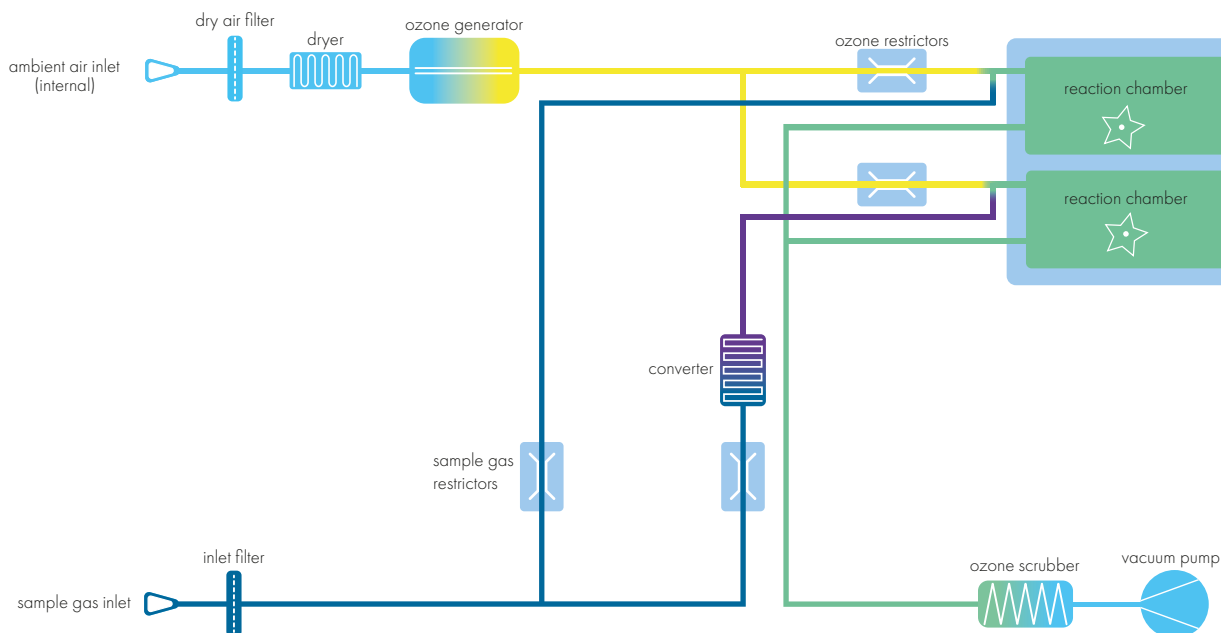 dry air filter
dryer
ozone generator
ozone restrictors
ambient air inlet
(internal)
reaction chamber
reaction chamber
converter
sample gas
restrictors
inlet filter
sample gas inlet
ozone scrubber
vacuum pump